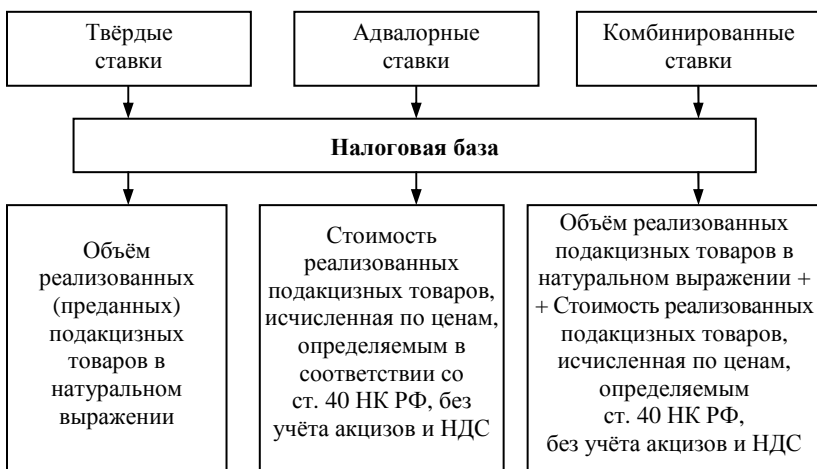 Твёрдые
ставки
Адвалорные
ставки
Комбинированные
ставки
Налоговая база
Объём
реализованных
(преданных)
подакцизных
товаров в
натуральном
выражении
Стоимость
реализованных
подакцизных товаров,
исчисленная по ценам,
определяемым в
соответствии со
ст. 40 НК РФ, без
учёта акцизов и НДС
Объём реализованных
подакцизных товаров в
натуральном выражении +
+ Стоимость реализованных
подакцизных товаров,
исчисленная по ценам,
определяемым
ст. 40 НК РФ,
без учёта акцизов и НДС